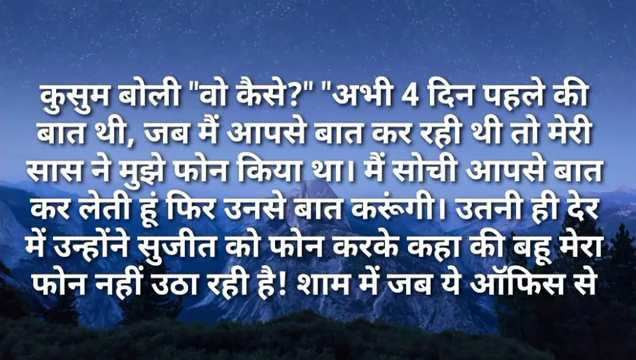 कुसुम बोली "वो कैसे?" "अभी 4 दिन पहले की
बात थी, जब मैं आपसे बात कर रही थी तो मेरी
सास ने मुझे फोन किया था। मैं सोची आपसे बात
कर लेती हूं फिर उनसे बात करूंगी। उतनी ही देर
में उन्होंने सुजीत को फोन करके कहा की बहू मेरा
फोन नहीं उठा रही है! शाम में जब ये ऑफिस से